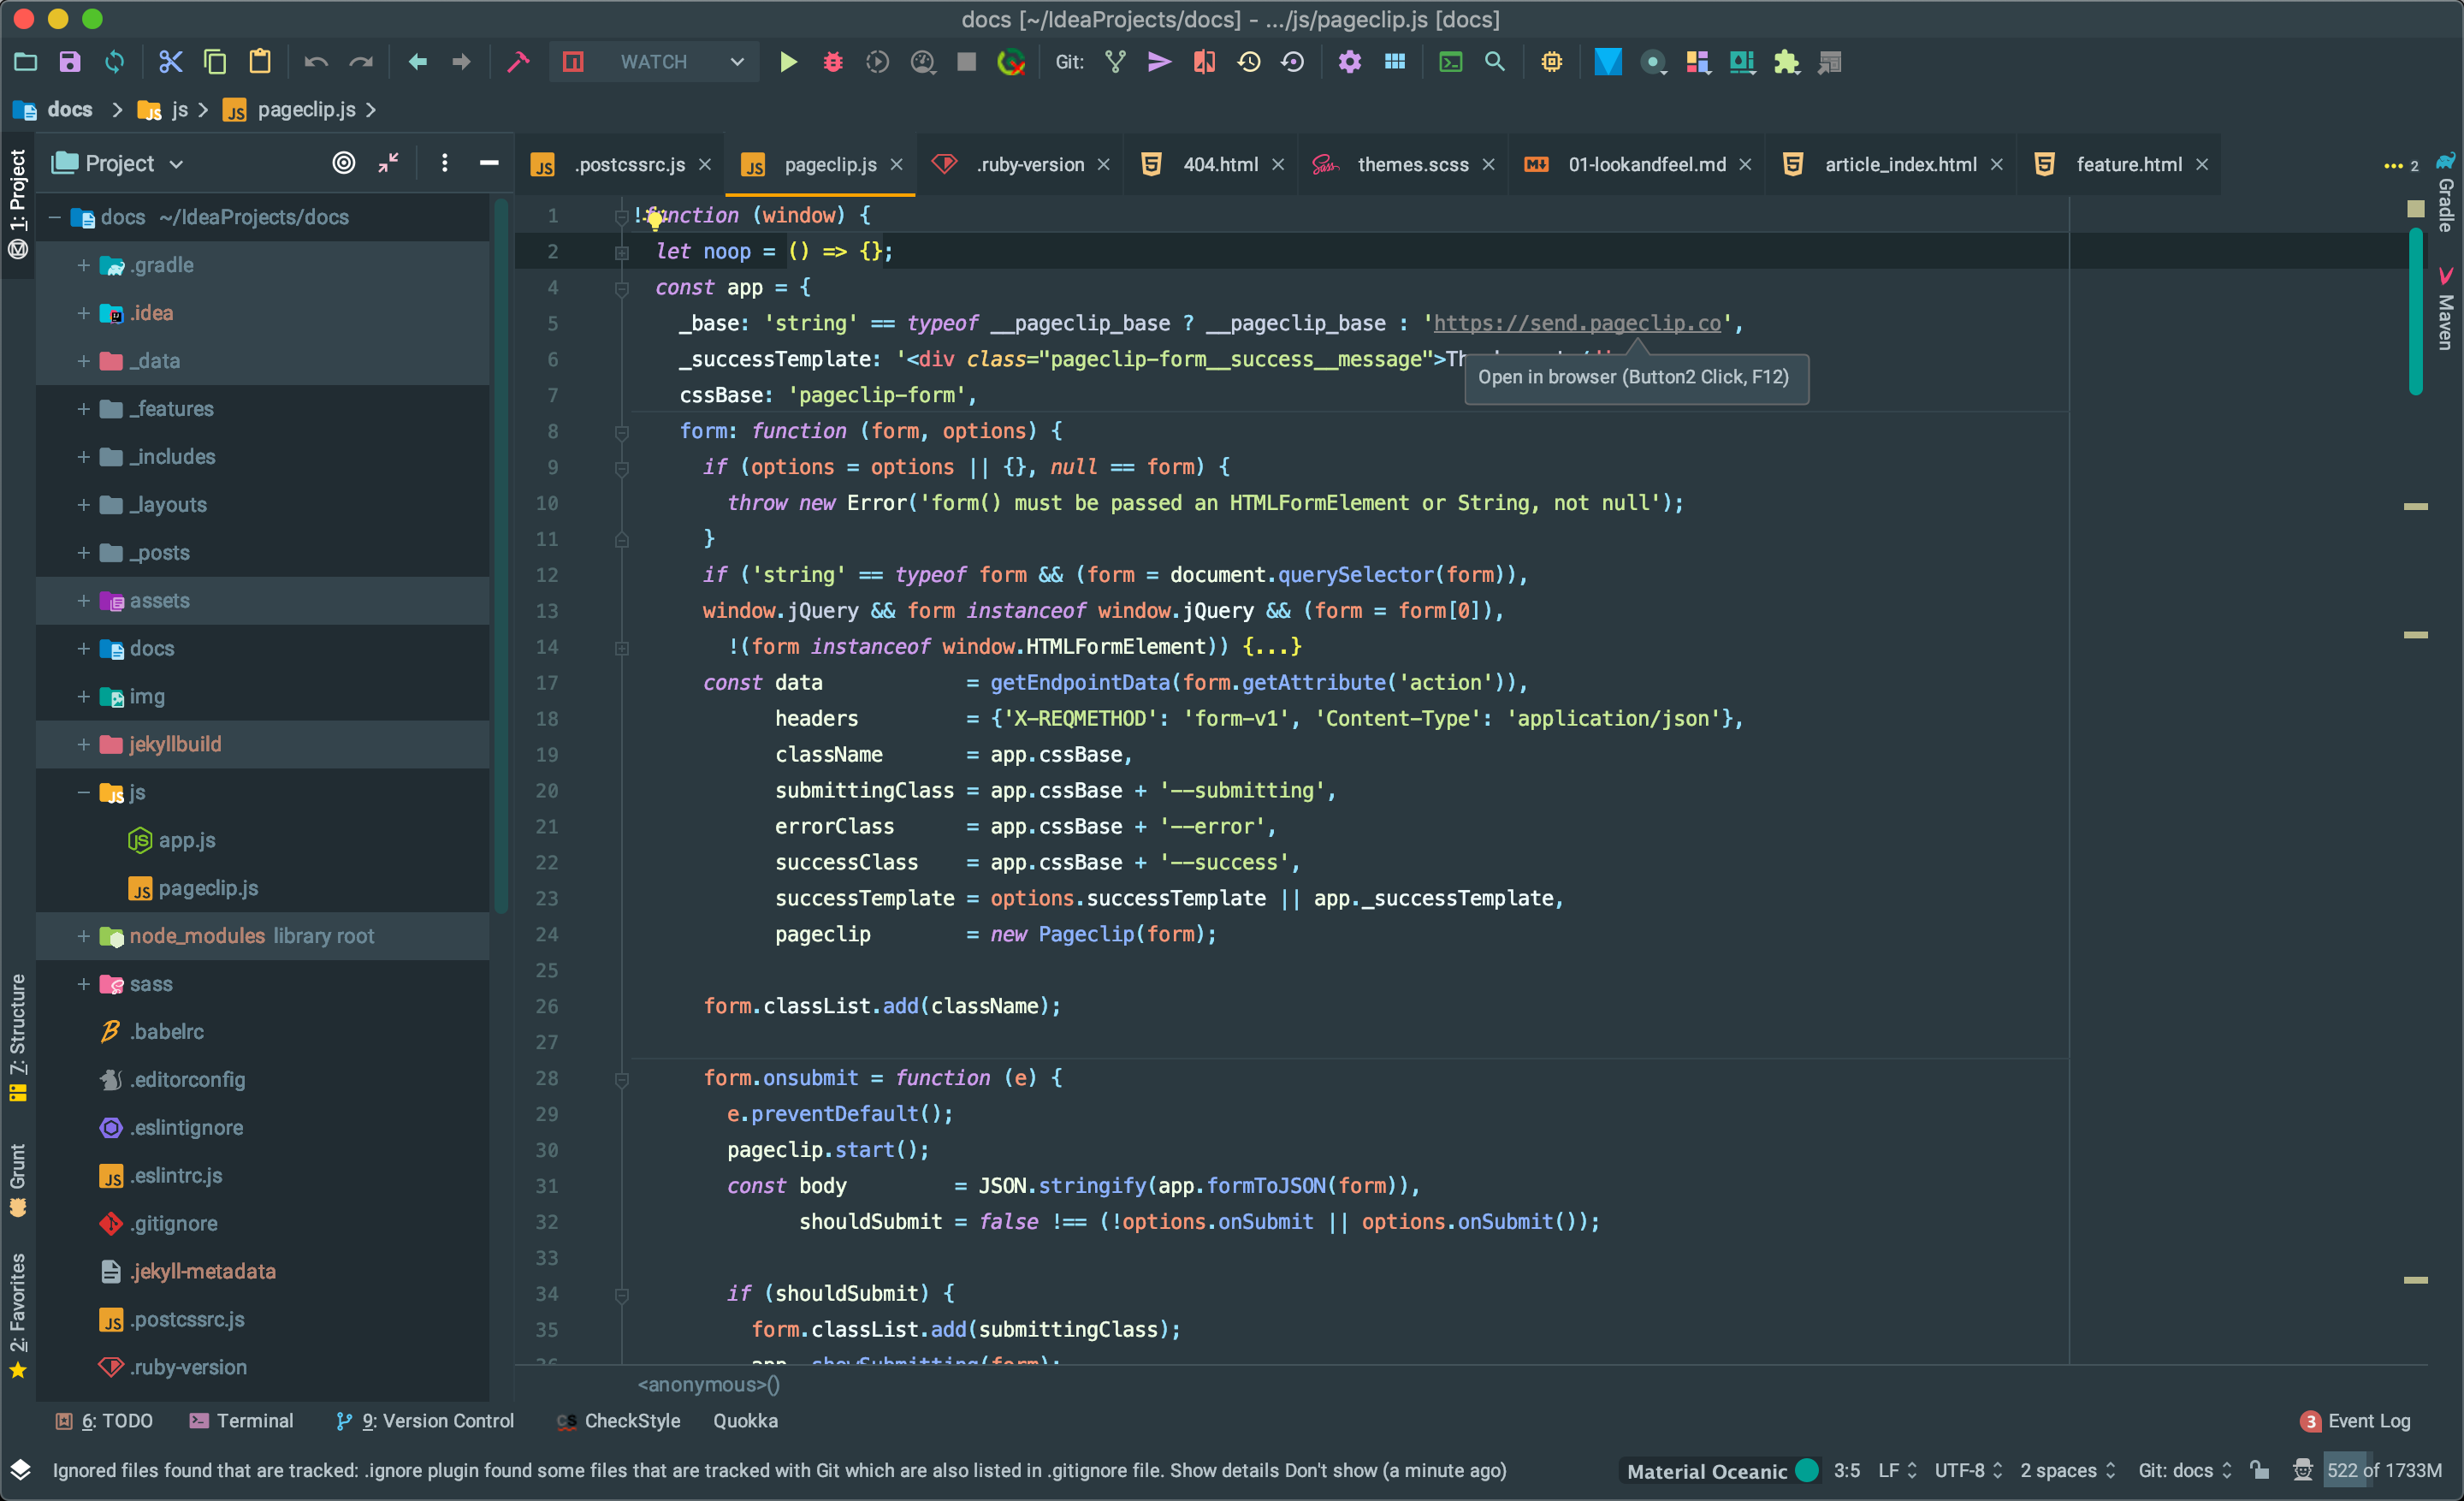 docs [~/IdeaProjects/docs] - .../js/pageclip.js [docs]
WATCH
Git:
docs
js
pageclip.js
1: Project
Project
docs ~/IdeaProjects/docs
.gradle
.idea
_data
_features
_includes
_layouts
_posts
assets
docs
img
jekyllbuild
js
app.js
pageclip.js
node_modules library root
sass
.babelrc
.editorconfig
.eslintignore
.eslintrc.js
.gitignore
.jekyll-metadata
.postcssrc.js
.ruby-version
7: Structure
Grunt
2: Favorites
.postcssrc.js
pageclip.js
.ruby-version
404.html
themes.scss
01-lookandfeel.md
article_index.html
feature.html
2
Gradle
Maven
1 !function (window) {
2 let noop = () => {};
4 const app = {
5 _base: 'string' == typeof __pageclip_base ? __pageclip_base : 'https://send.pageclip.co',
6 _successTemplate: '<div class="pageclip-form__success__message">
7 cssBase: 'pageclip-form',
Open in browser (Button2 Click, F12)
8 form: function (form, options) {
9 if (options = options || {}, null == form) {
10 throw new Error('form() must be passed an HTMLFormElement or String, not null');
11 }
12 if ('string' == typeof form && (form = document.querySelector(form)),
13 window.jQuery && form instanceof window.jQuery && (form = form[0]),
14 !(form instanceof window.HTMLFormElement)) {...}
17 const data = getEndpointData(form.getAttribute('action')),
18 headers = {'X-REQMETHOD': 'form-v1', 'Content-Type': 'application/json'},
19 className = app.cssBase,
20 submittingClass = app.cssBase + '--submitting',
21 errorClass = app.cssBase + '--error',
22 successClass = app.cssBase + '--success',
23 successTemplate = options.successTemplate || app._successTemplate,
24 pageclip = new Pageclip(form);
25
26 form.classList.add(className);
27
28 form.onsubmit = function (e) {
29 e.preventDefault();
30 pageclip.start();
31 const body = JSON.stringify(app.formToJSON(form)),
32 shouldSubmit = false !== (!options.onSubmit || options.onSubmit());
33
34 if (shouldSubmit) {
35 form.classList.add(submittingClass);
<anonymous>()
6: TODO
Terminal
9: Version Control
CheckStyle
Quokka
3 Event Log
Ignored files found that are tracked: .ignore plugin found some files that are tracked with Git which are also listed in .gitignore file. Show details Don't show (a minute ago)
Material Oceanic
3:5
LF
UTF-8
2 spaces
Git: docs
522 of 1733M